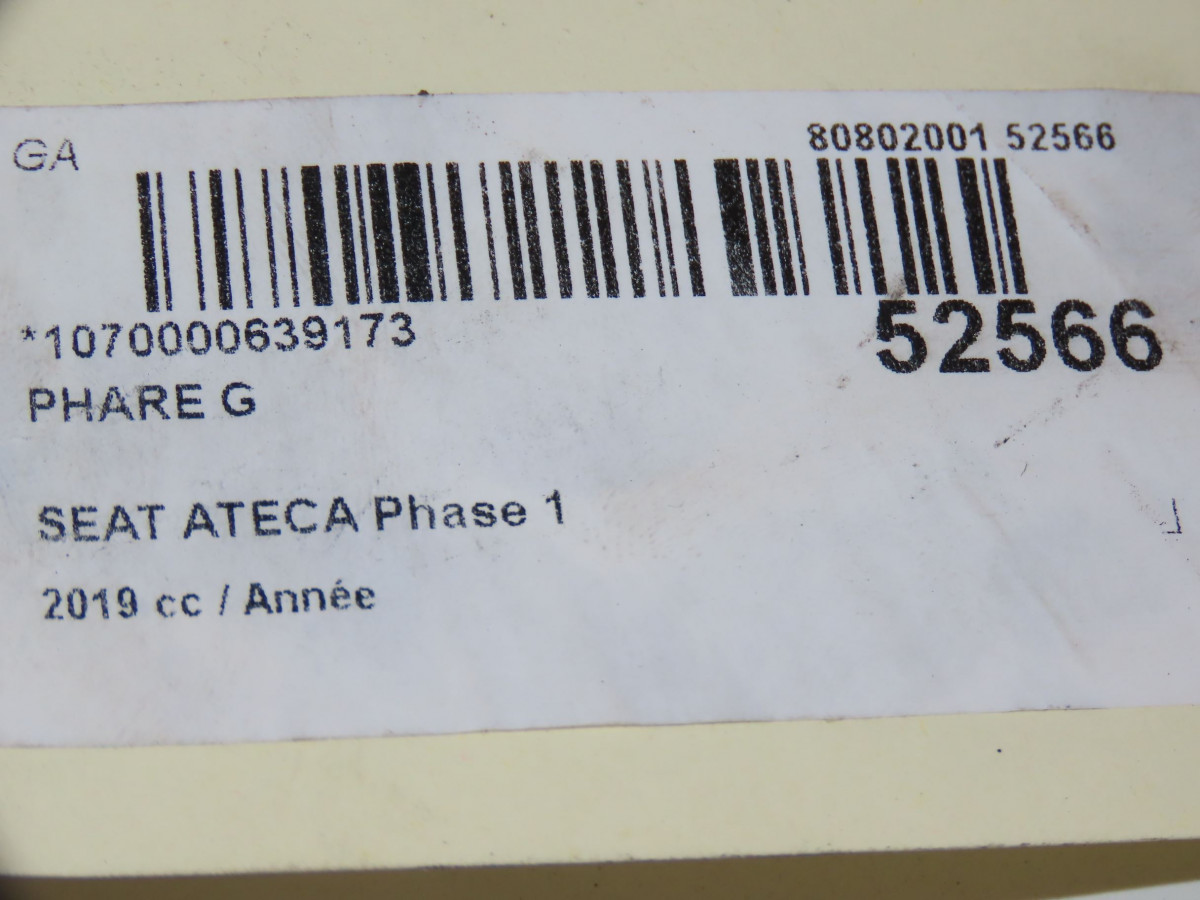 GA
80802001 52566
*1070000639173
52566
PHARE G
SEAT ATECA Phase 1
2019 cc / Année